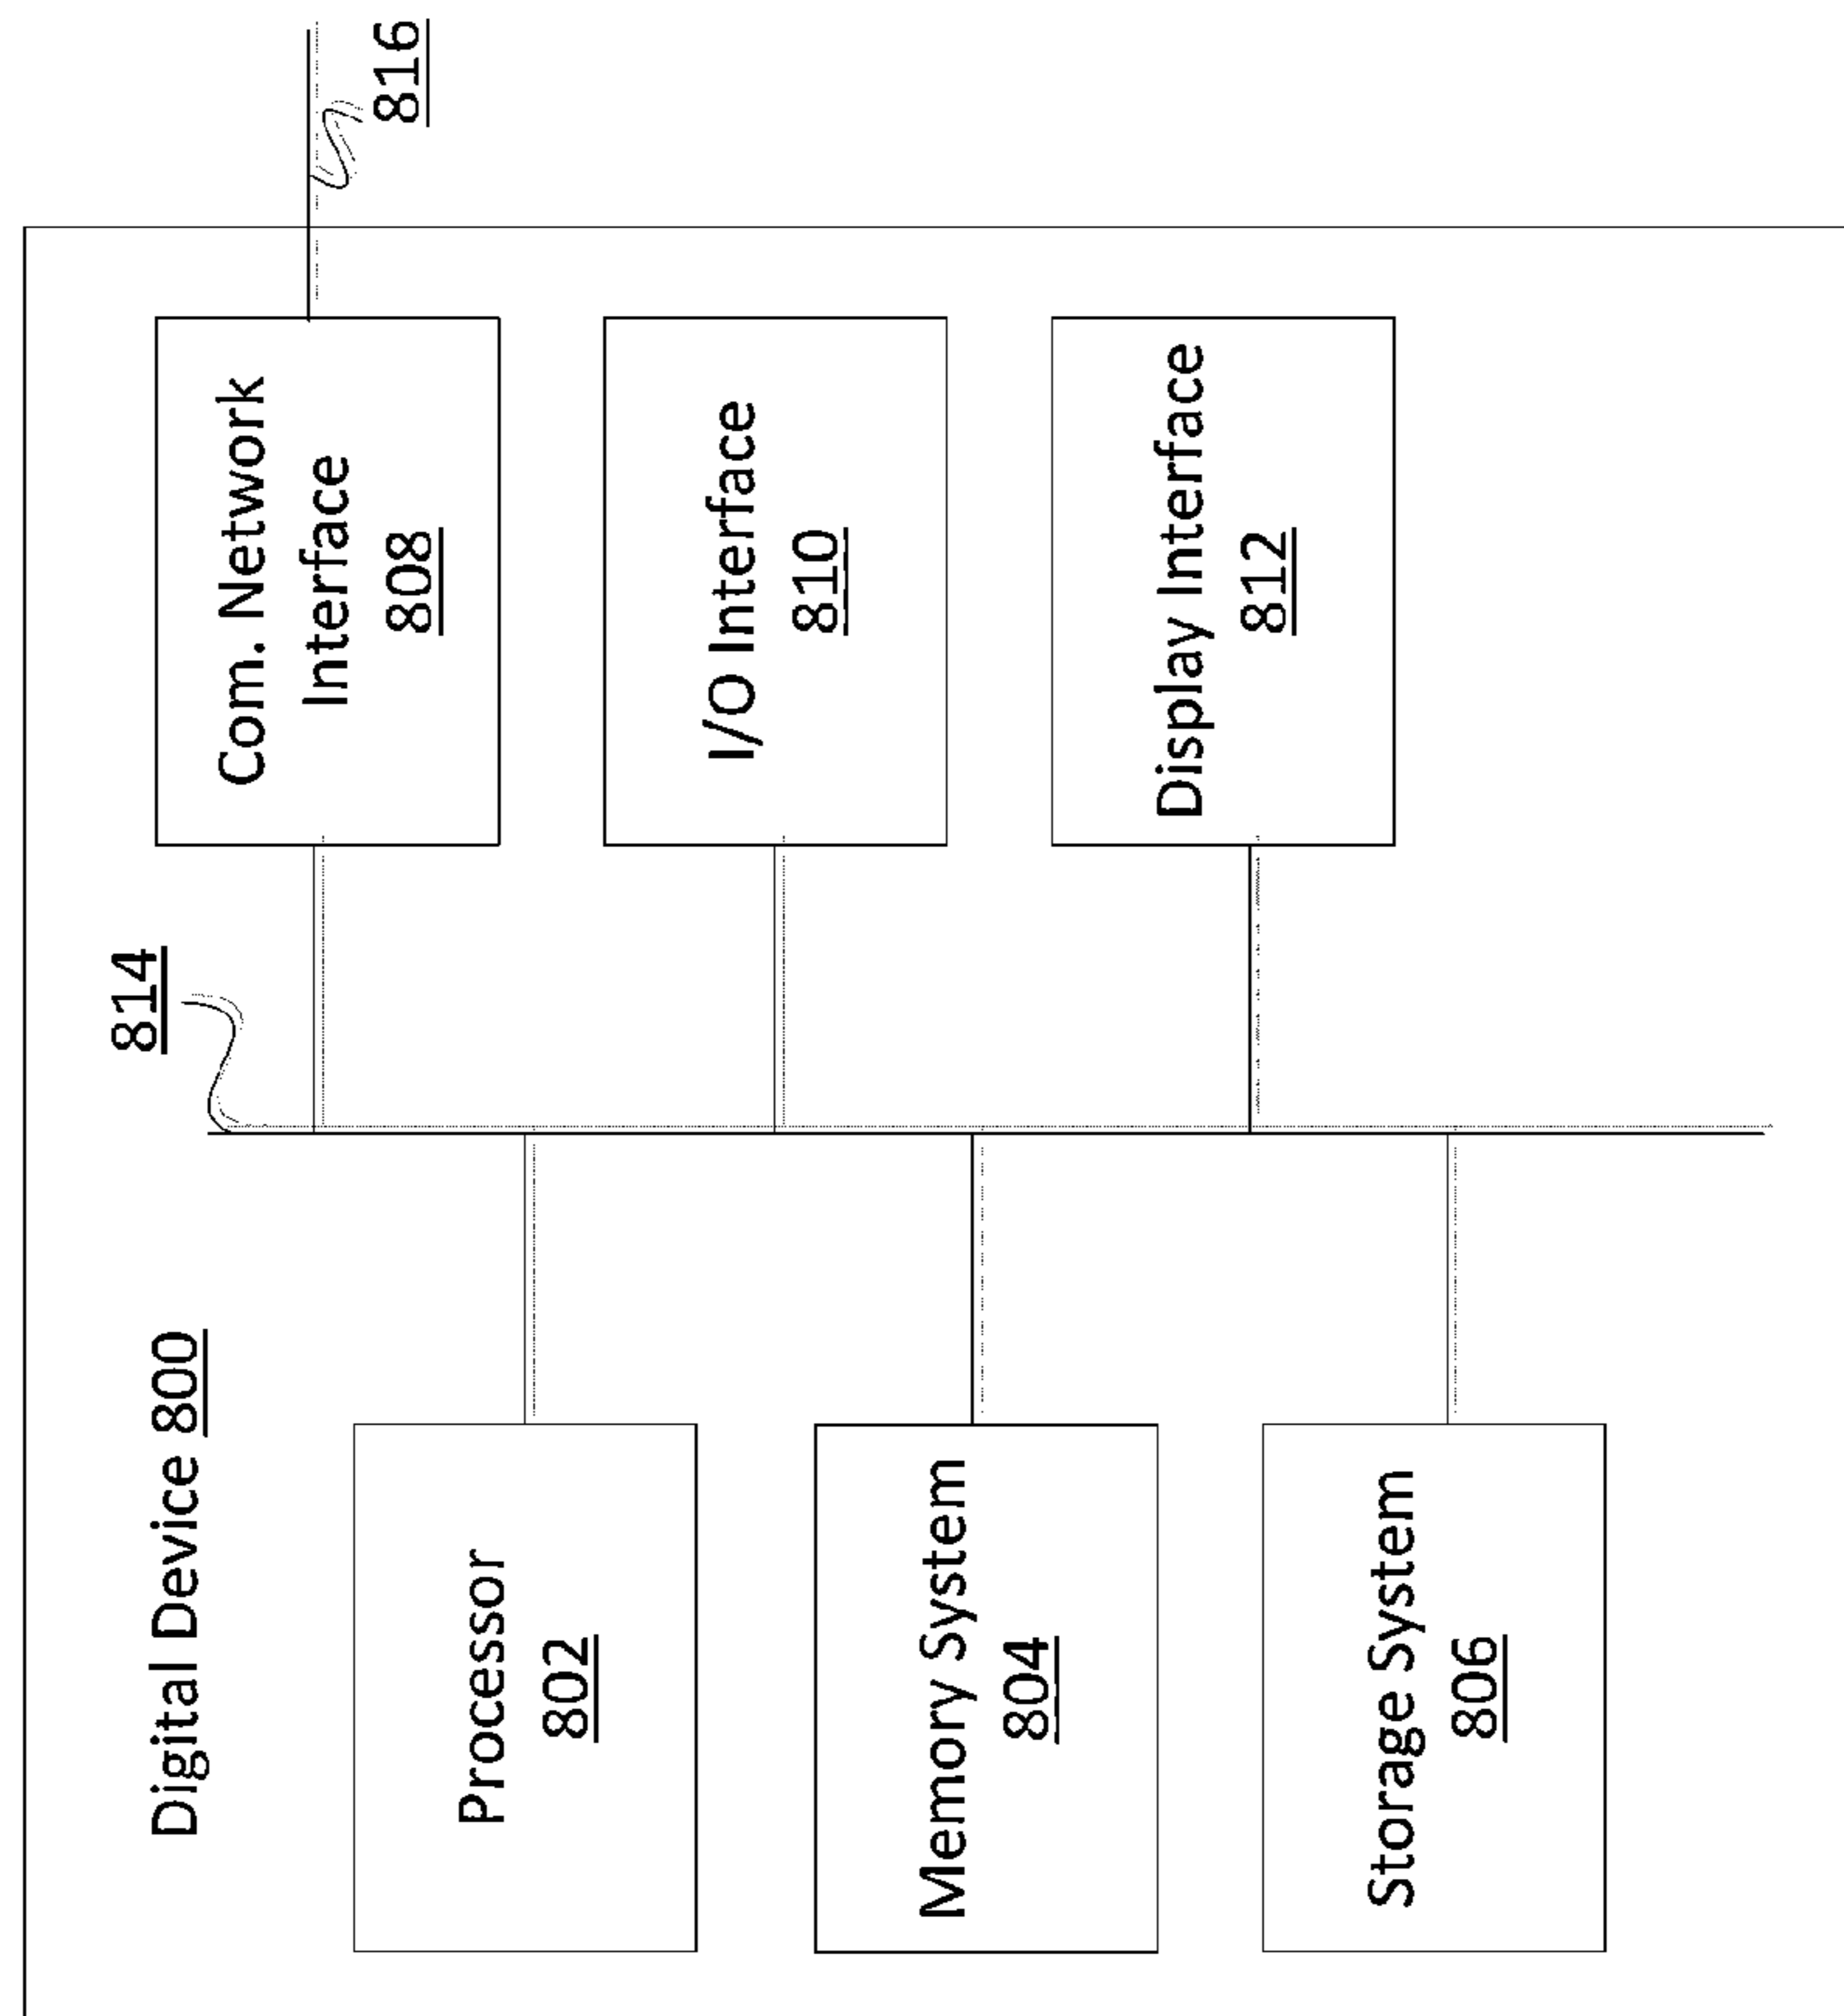 Digital Device 800
814
816
Processor
802
Memory System
804
Storage System
806
Com. Network
Interface
808
I/O Interface
810
Display Interface
812